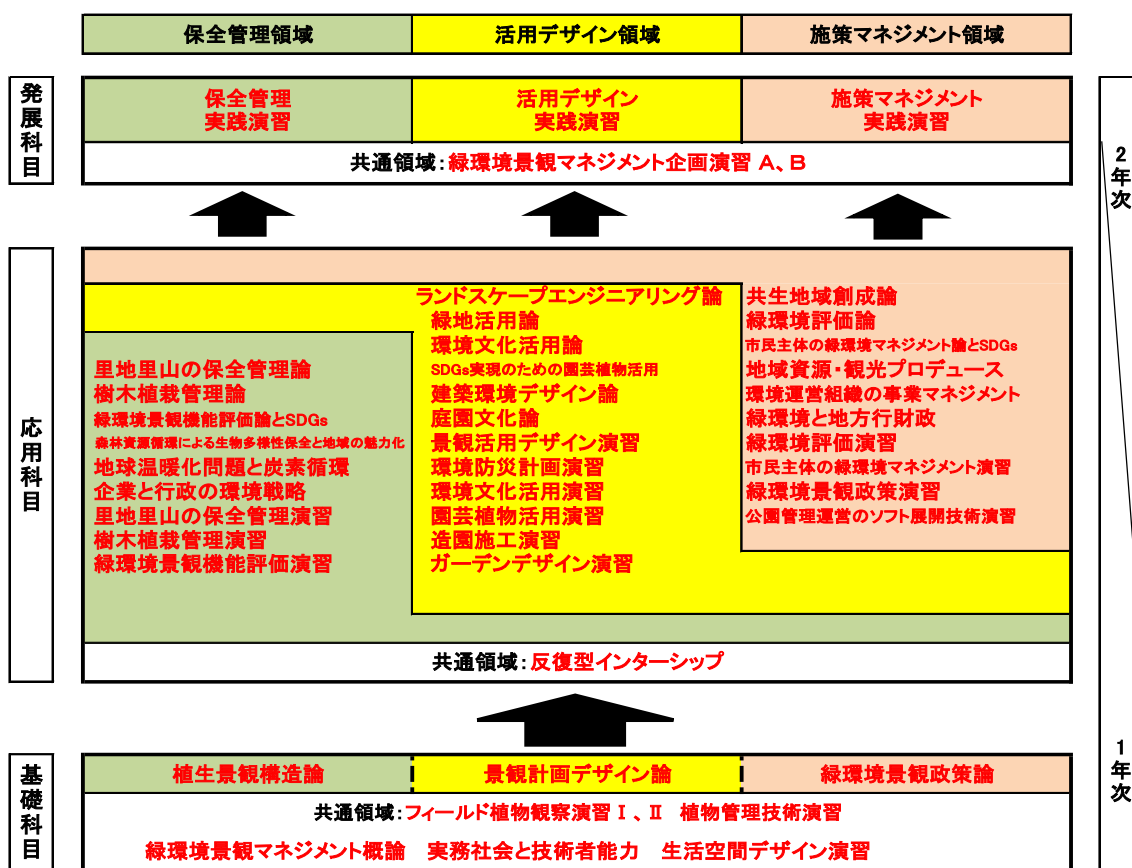 保全管理領域
活用デザイン領域
施策マネジメント領域
発展科目
保全管理
実践演習
活用デザイン
実践演習
施策マネジメント
実践演習
共通領域:緑環境景観マネジメント企画演習 A、B
2年次
応用科目
里地里山の保全管理論
樹木植栽管理論
緑環境景観機能評価論とSDGs
森林資源循環による生物多様性保全と地域の魅力化
地球温暖化問題と炭素循環
企業と行政の環境戦略
里地里山の保全管理演習
樹木植栽管理演習
緑環境景観機能評価演習
ランドスケープエンジニアリング論
緑地活用論
環境文化活用論
SDGs実現のための園芸植物活用
建築環境デザイン論
庭園文化論
景観活用デザイン演習
環境防災計画演習
環境文化活用演習
園芸植物活用演習
造園施工演習
ガーデンデザイン演習
共生地域創成論
緑環境評価論
市民主体の緑環境マネジメント論とSDGs
地域資源・観光プロデュース
環境運営組織の事業マネジメント
緑環境と地方行財政
緑環境評価演習
市民主体の緑環境マネジメント演習
緑環境景観政策演習
公園管理運営のソフト展開技術演習
共通領域:反復型インターシップ
基礎科目
植生景観構造論
景観計画デザイン論
緑環境景観政策論
共通領域:フィールド植物観察演習Ⅰ、Ⅱ 植物管理技術演習
緑環境景観マネジメント概論 実務社会と技術者能力 生活空間デザイン演習
1年次